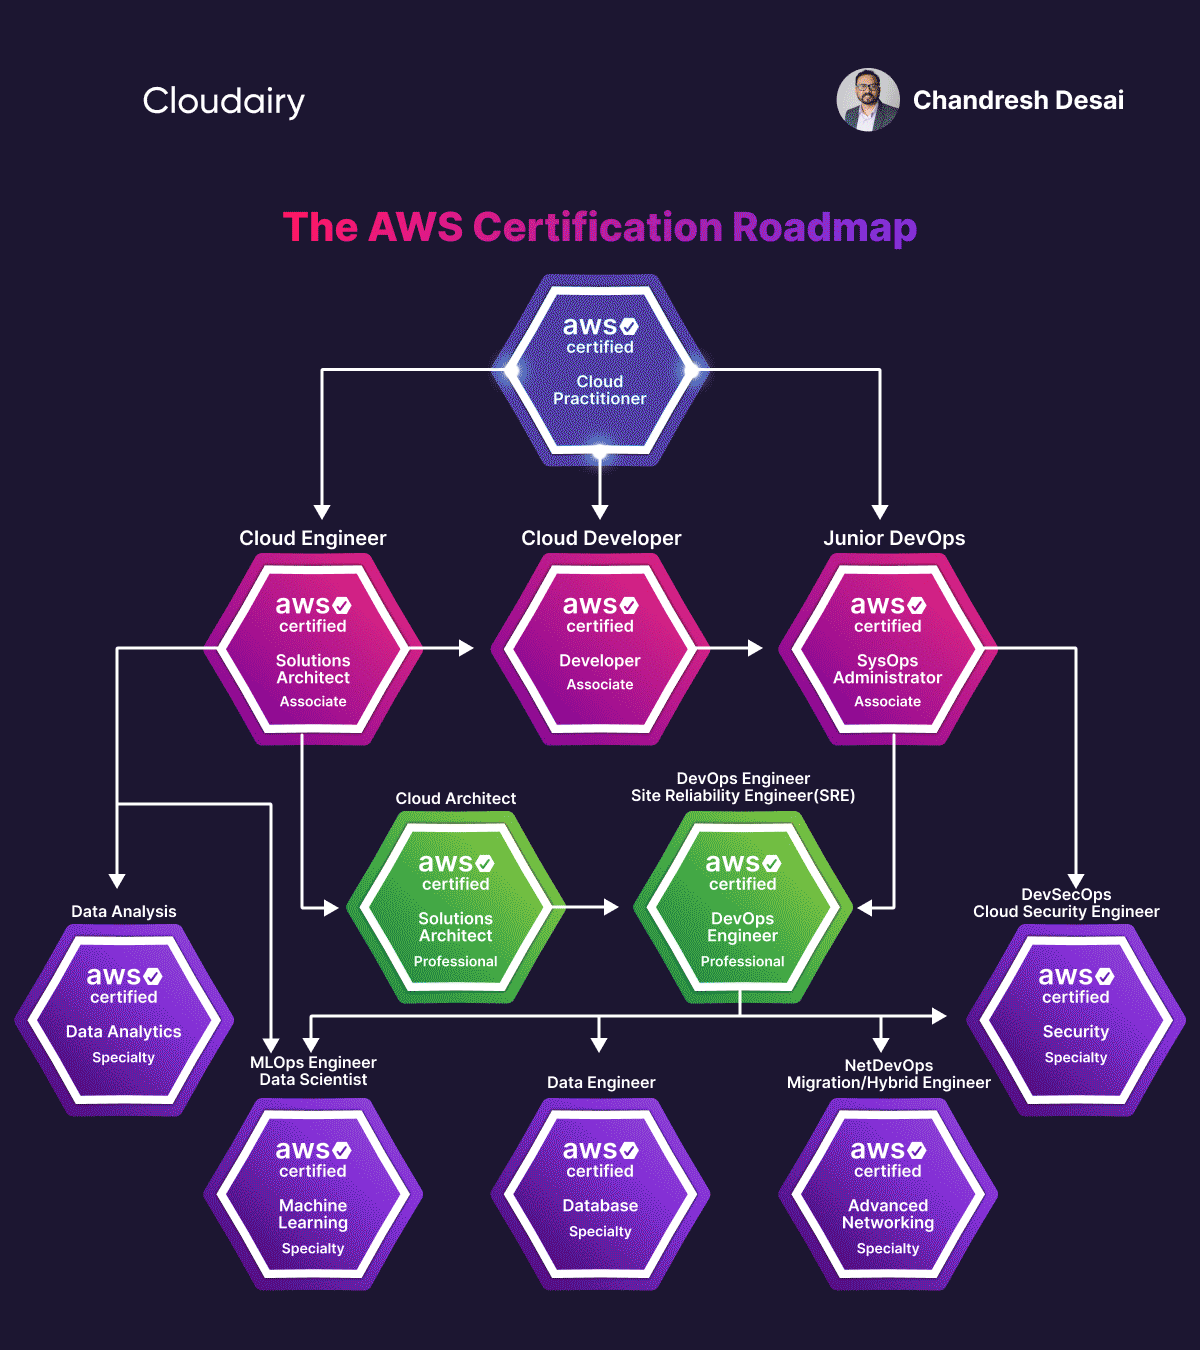 Cloudairy
Chandresh Desai
The AWS Certification Roadmap
aws
certified
Cloud
Practitioner
Cloud Engineer
Cloud Developer
Junior DevOps
aws
certified
Solutions
Architect
Associate
aws
certified
Developer
Associate
aws
certified
SysOps
Administrator
Associate
Cloud Architect
DevOps Engineer
Site Reliability Engineer(SRE)
aws
certified
Solutions
Architect
Professional
aws
certified
DevOps
Engineer
Professional
Data Analysis
aws
certified
Data Analytics
Specialty
DevSecOps
Cloud Security Engineer
aws
certified
Security
Specialty
MLOps Engineer
Data Scientist
Data Engineer
NetDevOps
Migration/Hybrid Engineer
aws
certified
Machine
Learning
Specialty
aws
certified
Database
Specialty
aws
certified
Advanced
Networking
Specialty